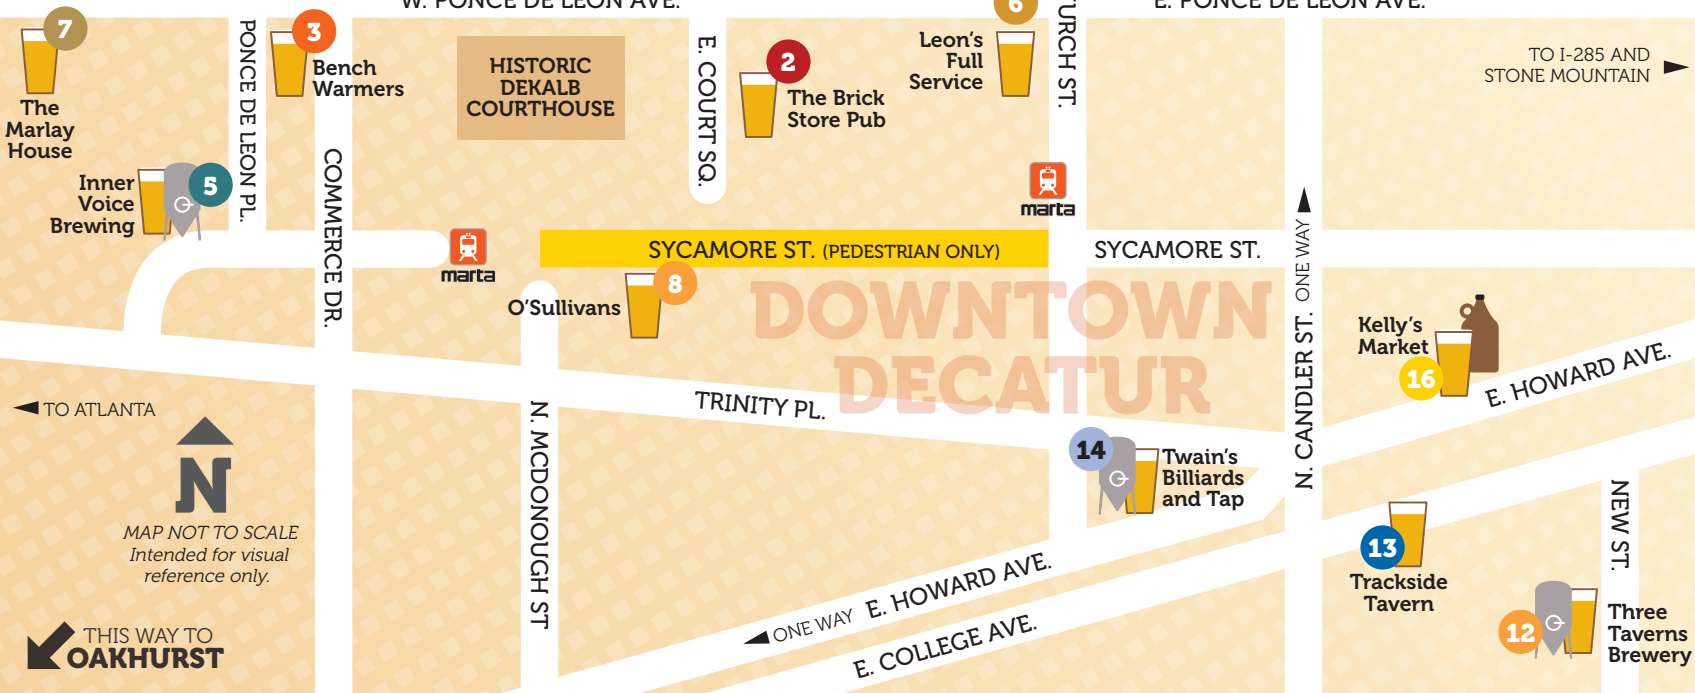 W. PONCE DE LEON AVE.
E. PONCE DE LEON AVE.
7
The
Marlay
House
PONCE DE LEON PL.
3
Bench
Warmers
HISTORIC
DEKALB
COURTHOUSE
E. COURT SQ.
2
The Brick
Store Pub
6
Leon's
Full
Service
TO I-285 AND
STONE MOUNTAIN
Inner
Voice
Brewing
5
COMMERCE DR.
marta
marta
SYCAMORE ST. (PEDESTRIAN ONLY)
SYCAMORE ST.
N. CANDLER ST. ONE WAY
O'Sullivans
8
DOWNTOWN
DECATUR
Kelly's
Market
16
E. HOWARD AVE.
TO ATLANTA
TRINITY PL.
N
MAP NOT TO SCALE
Intended for visual
reference only.
N. MCDONOUGH ST
14
Twain's
Billiards
and Tap
13
Trackside
Tavern
NEW ST.
12
Three
Taverns
Brewery
ONE WAY E. HOWARD AVE.
E. COLLEGE AVE.
THIS WAY TO
OAKHURST